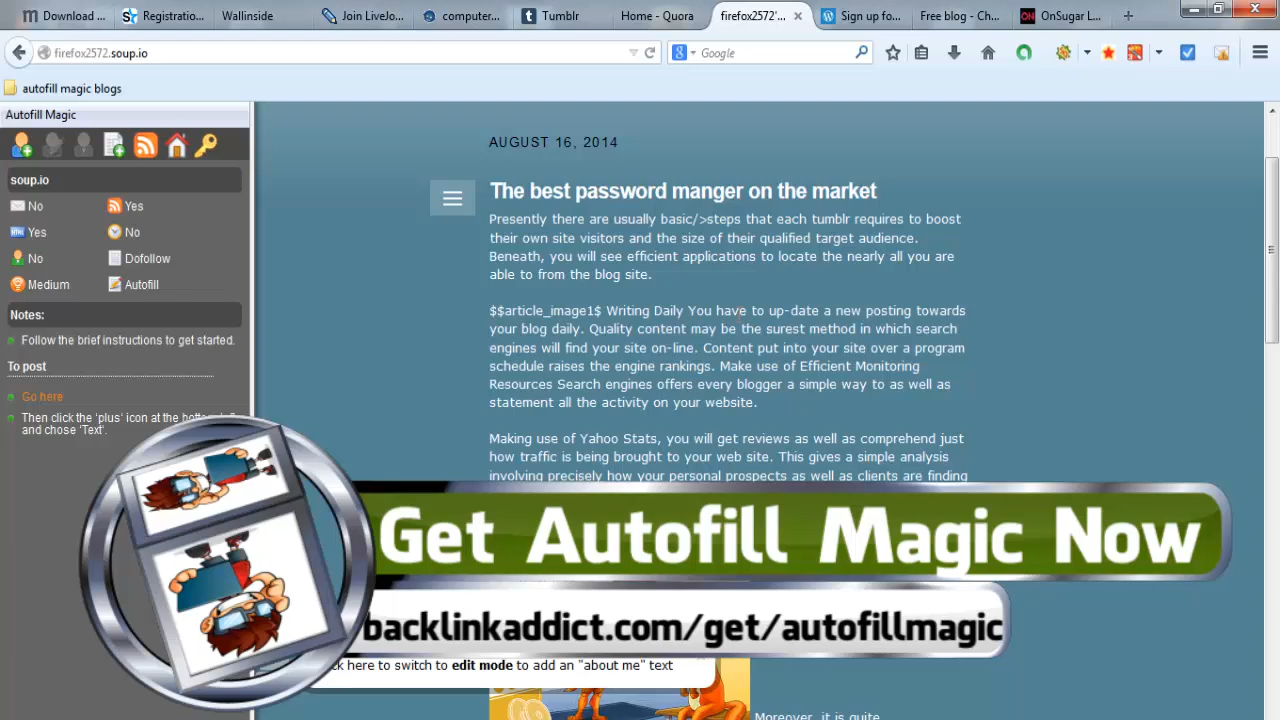 Download ...
Registratio...
Wallinside
Join LiveJo...
computer...
Tumblr
Home - Quora
firefox2572'...
Sign up fo...
Free blog - Ch...
ON
OnSugar L...
firefox2572.soup.io
Google
autofill magic blogs
Autofill Magic
soup.io
No
Yes
Yes
No
No
Dofollow
Medium
Autofill
Notes:
Follow the brief instructions to get started.
To post
Go here
Then click the 'plus' icon at the
and chose 'Text'.
AUGUST 16, 2014
The best password manger on the market
Presently there are usually basic/>steps that each tumblr requires to boost
their own site visitors and the size of their qualified target audience.
Beneath, you will see efficient applications to locate the nearly all you are
able to from the blog site.
$$article_image1$ Writing Daily You have to up-date a new posting towards
your blog daily. Quality content may be the surest method in which search
engines will find your site on-line. Content put into your site over a program
schedule raises the engine rankings. Make use of Efficient Monitoring
Resources Search engines offers every blogger a simple way to as well as
statement all the activity on your website.
Making use of Yahoo Stats, you will get reviews as well as comprehend just
how traffic is being brought to your web site. This gives a simple analysis
involving precisely how your personal prospects as well as clients are finding
Get Autofill Magic Now
backlinkaddict.com/get/autofillmagic
here to switch to edit mode to add an "about me" text
Moreover, it is quite